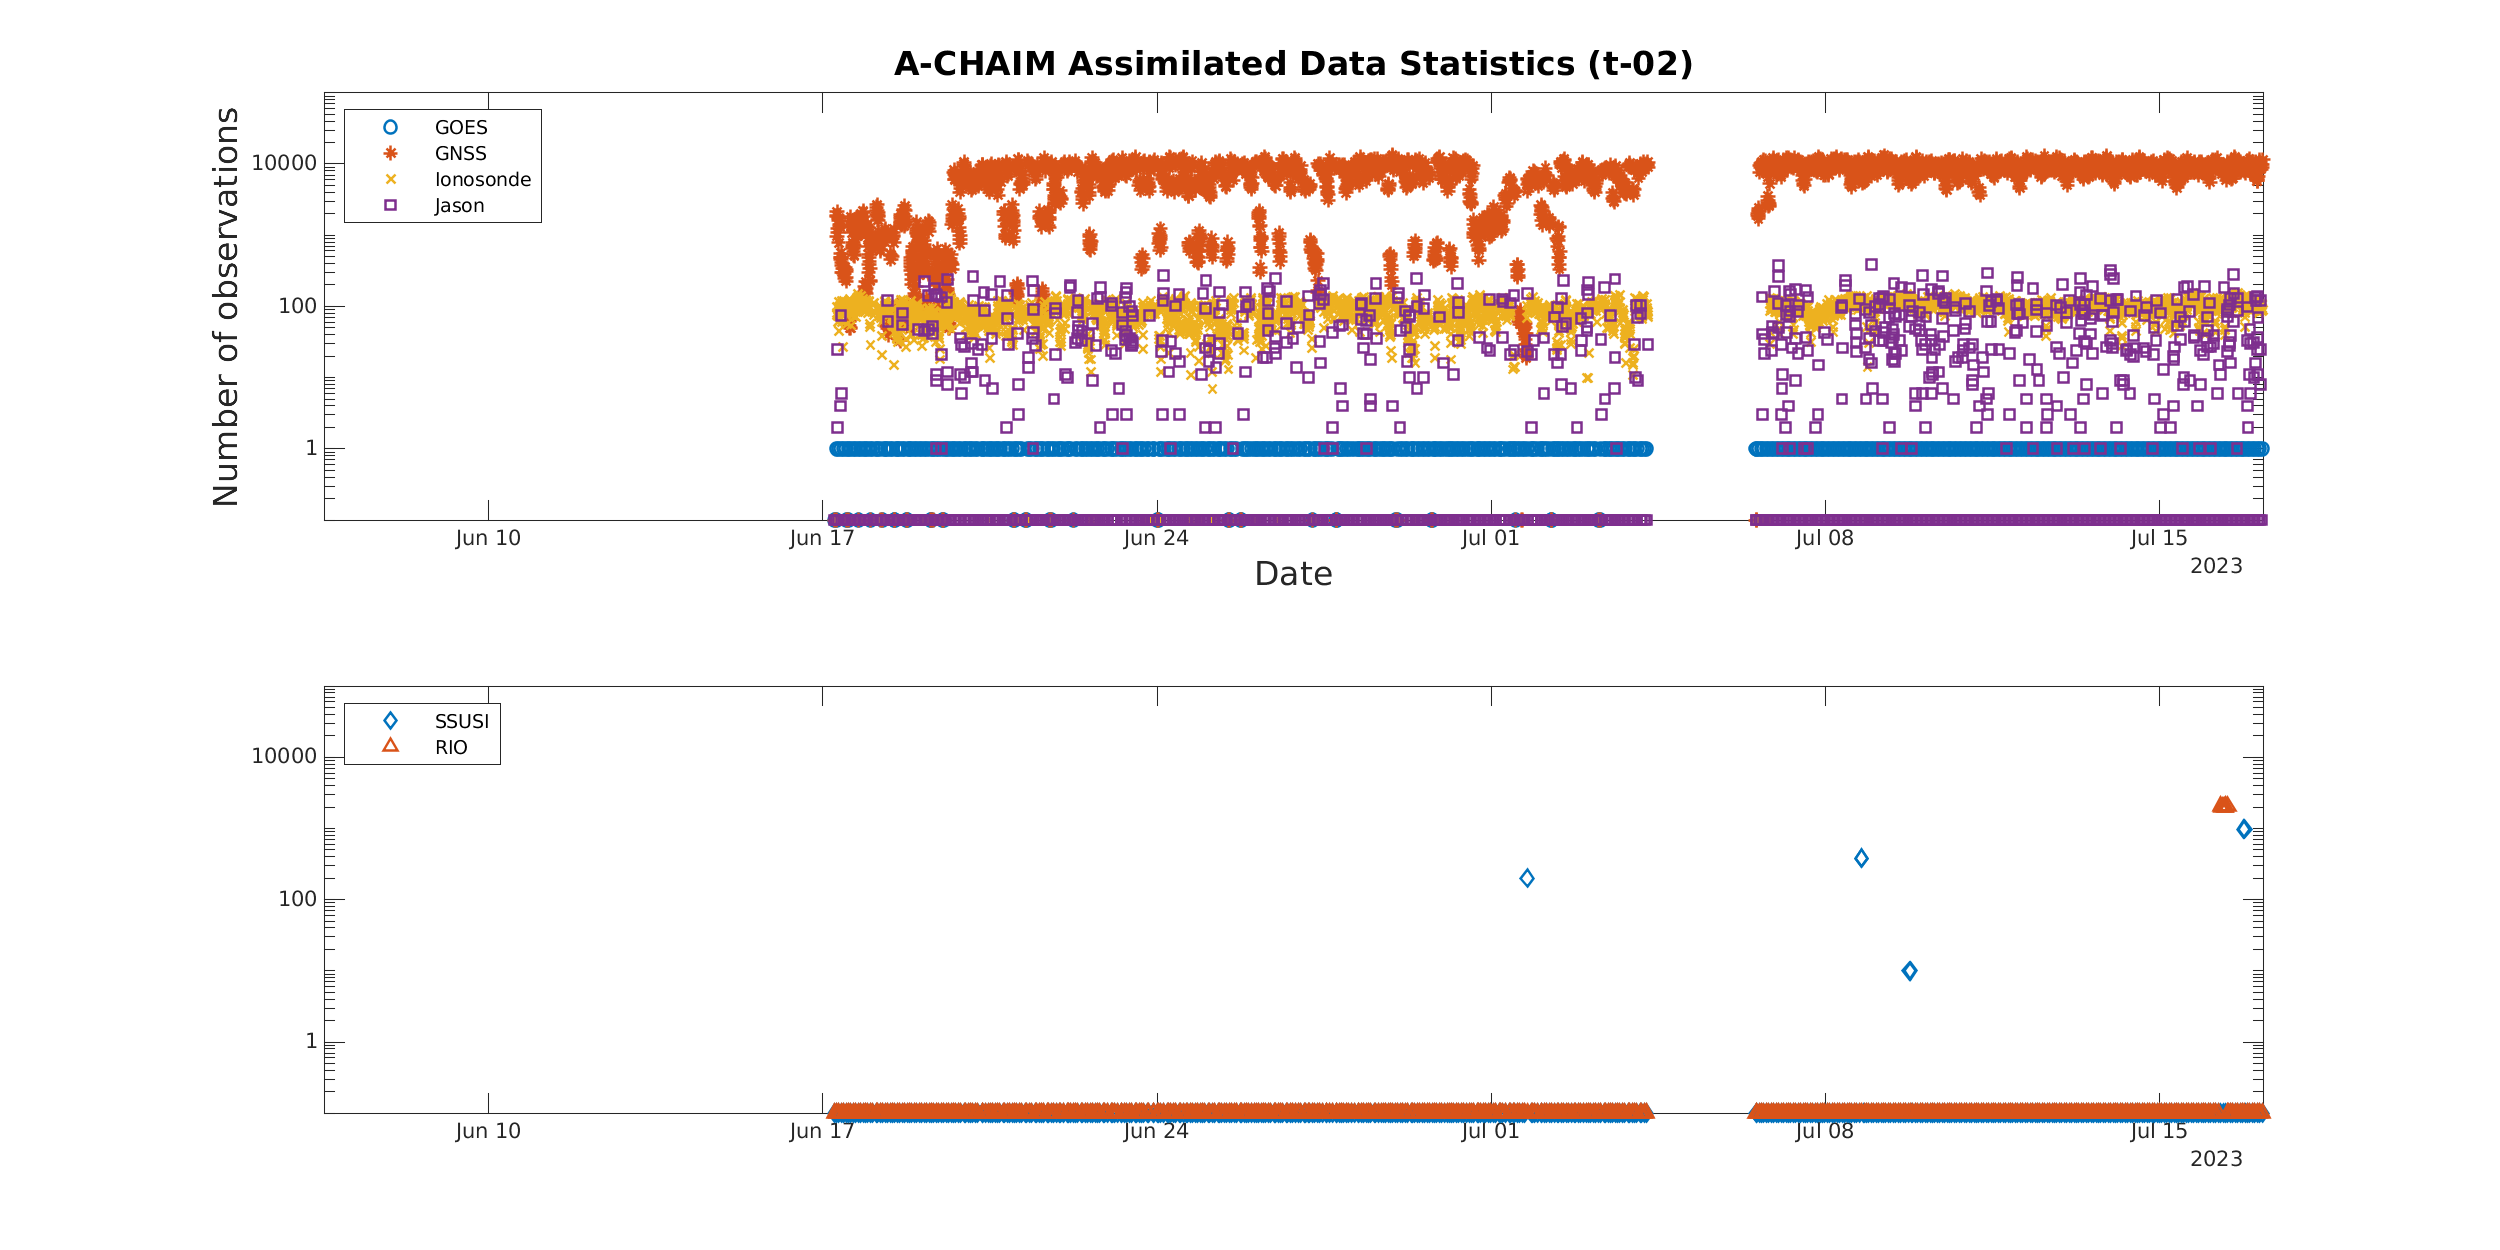 A-CHAIM Assimilated Data Statistics (t-02)
Number of observations
10000
100
1
GOES
GNSS
Ionosonde
Jason
Jun 10 Jun 17 Jun 24 Jul 01 Jul 08 Jul 15
2023
Date
10000
100
1
SSUSI
RIO
Jun 10 Jun 17 Jun 24 Jul 01 Jul 08 Jul 15
2023